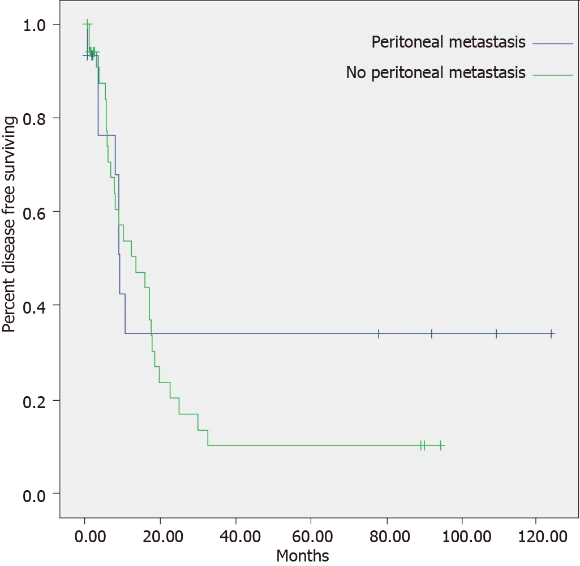 1.0
0.8
0.6
0.4
0.2
0.0
Percent disease free surviving
Peritoneal metastasis
No peritoneal metastasis
0.00 20.00 40.00 60.00 80.00 100.00 120.00
Months